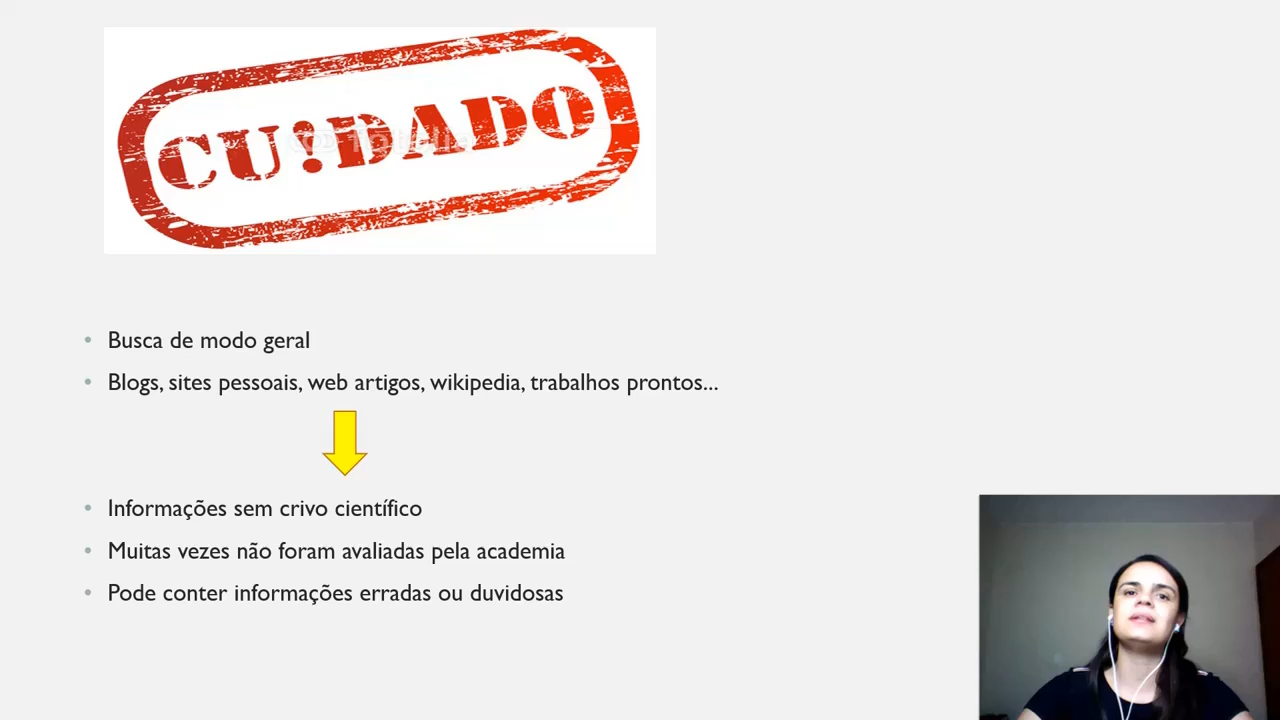 CU!DADO
Busca de modo geral
Blogs, sites pessoais, web artigos, wikipedia, trabalhos prontos...
Informações sem crivo científico
Muitas vezes não foram avaliadas pela academia
Pode conter informações erradas ou duvidosas